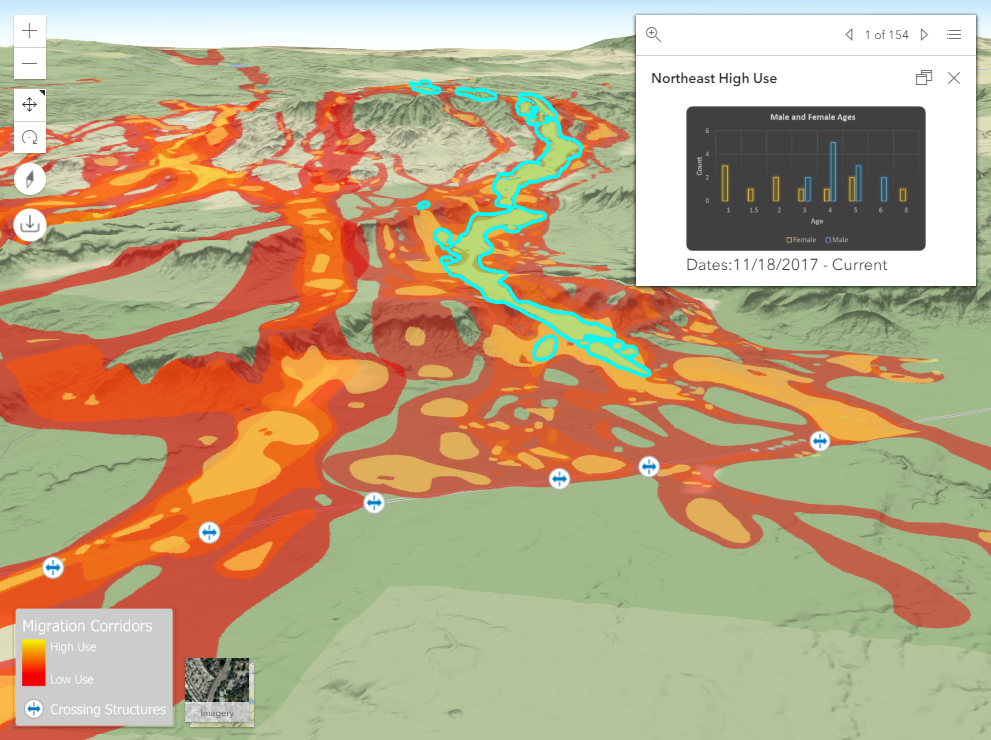 1 of 154
Northeast High Use
Male and Female Ages
6
4
2
0
Count
1 1.5 2 3 4 5 6 8
Age
Female Male
Dates:11/18/2017 - Current
Migration Corridors
High Use
Low Use
Crossing Structures
Imagery